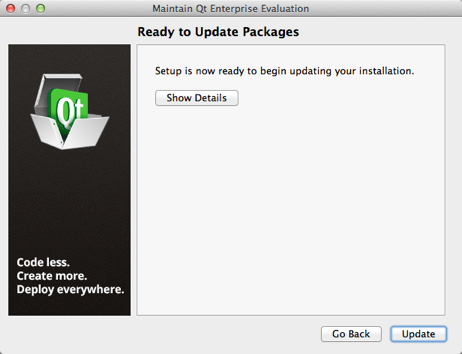 Maintain Qt Enterprise Evaluation
Ready to Update Packages
Setup is now ready to begin updating your installation.
Show Details
Qt
Code less.
Create more.
Deploy everywhere.
Go Back
Update